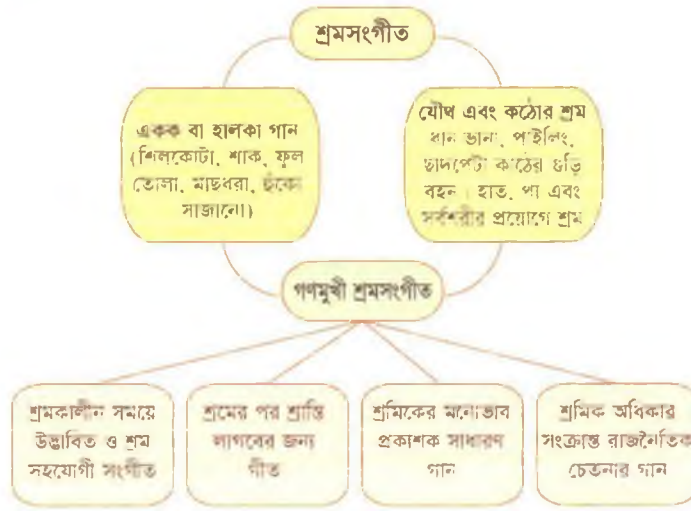 শ্রমসংগীত
একক বা হালকা গান
(শিলকোটা, শাক, ফুল
তোলা, মাছধরা, হুঁকো
সাজানো)
যৌথ এবং কঠোর শ্রম
ধান ভানা, পাইলিং,
ছাদপেটা কাঠের গুঁড়ি
বহন। হাত, পা এবং
সর্বশরীর প্রয়োগে শ্রম
গণমুখী শ্রমসংগীত
শ্রমকালীন সময়ে
উদ্ভাবিত ও শ্রম
সহযোগী সংগীত
শ্রমের পর শ্রান্তি
লাগবের জন্য
গীত
শ্রমিকের মনোভাব
প্রকাশক সাধারণ
গান
শ্রমিক অধিকার
সংক্রান্ত রাজনৈতিক
চেতনার গান